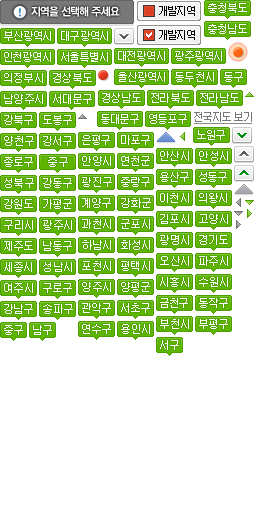 지역을 선택해 주세요 개발지역 충청북도
부산광역시 대구광역시 개발지역 충청남도
인천광역시 서울특별시 대전광역시 광주광역시
의정부시 경상북도 울산광역시 동두천시 동구
남양주시 서대문구 경상남도 전라북도 전라남도
강북구 도봉구 동대문구 영등포구 전국지도 보기
양천구 강서구 은평구 마포구 노원구
종로구 중구 안양시 연천군 안산시 안성시
성북구 강동구 광진구 중랑구 용산구 성동구
강원도 가평군 계양구 강화군 이천시 의왕시
구리시 광주시 과천시 군포시 김포시 고양시
제주도 남동구 하남시 화성시 광명시 경기도
세종시 성남시 포천시 평택시 오산시 파주시
여주시 구로구 양주시 양평군 시흥시 수원시
강남구 송파구 관악구 서초구 금천구 동작구
중구 남구 연수구 용인시 부천시 부평구
서구